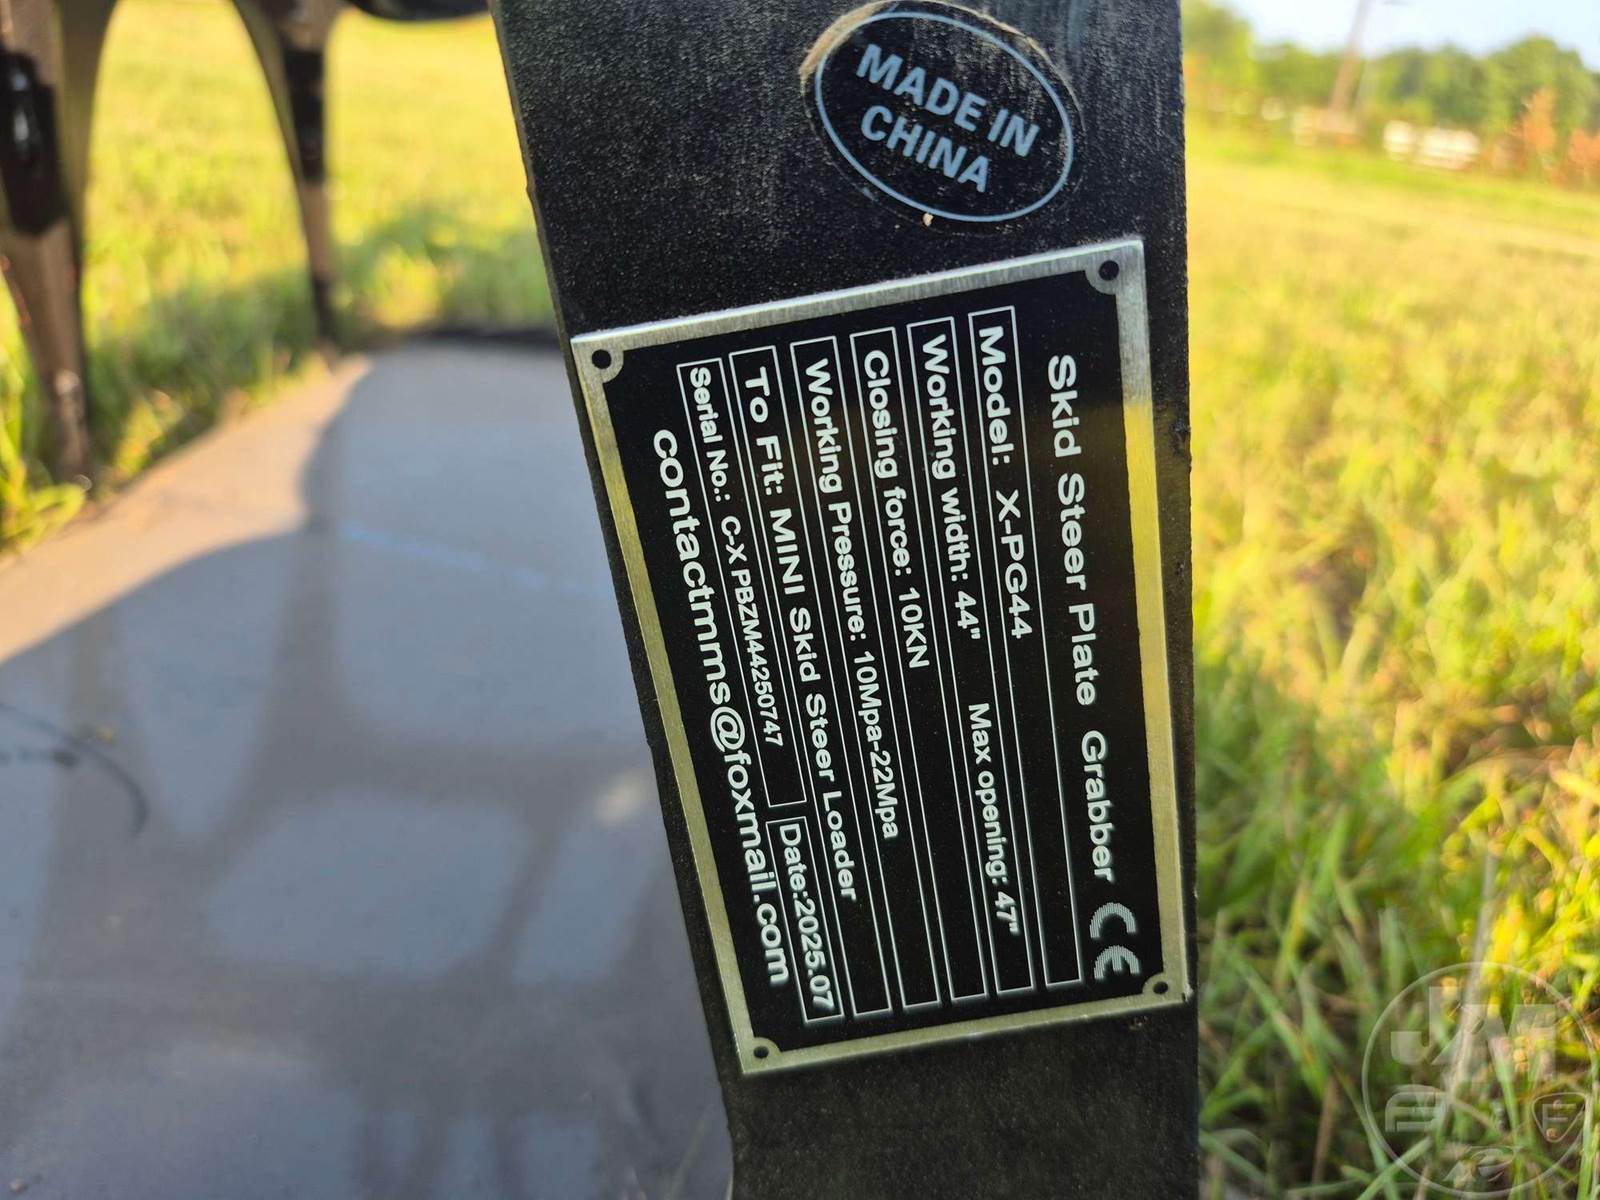 MADE IN
CHINA
Skid Steer Plate Grabber CE
Model: X-PG44
Working width: 44" Max opening: 47"
Closing force: 10KN
Working Pressure: 10Mpa-22Mpa
To Fit: MINI Skid Steer Loader
Serial No.: C-X PBZM44250747 Date:2025.07
contactmms@foxmail.com
JM